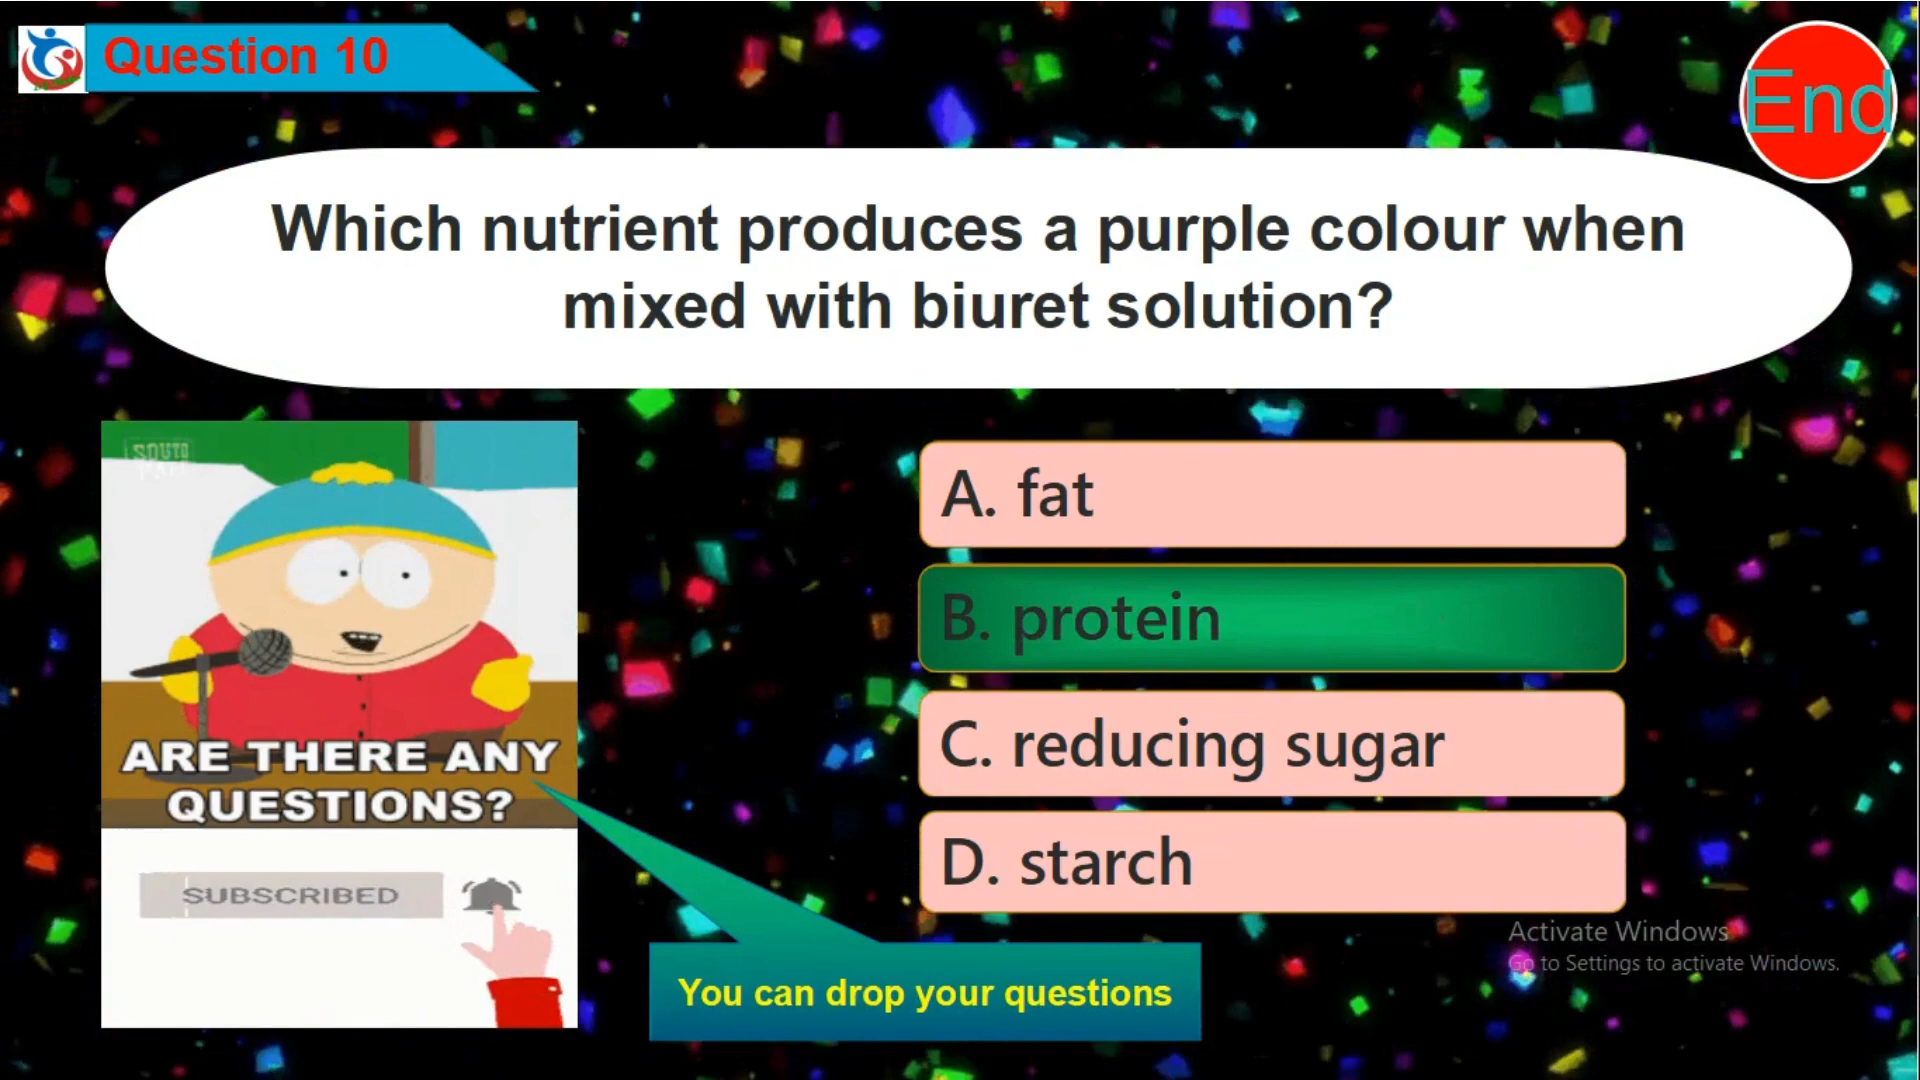 Question 10
End
Which nutrient produces a purple colour when
mixed with biuret solution?
A. fat
B. protein
C. reducing sugar
D. starch
ARE THERE ANY
QUESTIONS?
SUBSCRIBED
You can drop your questions
Activate Windows
Go to Settings to activate Windows.